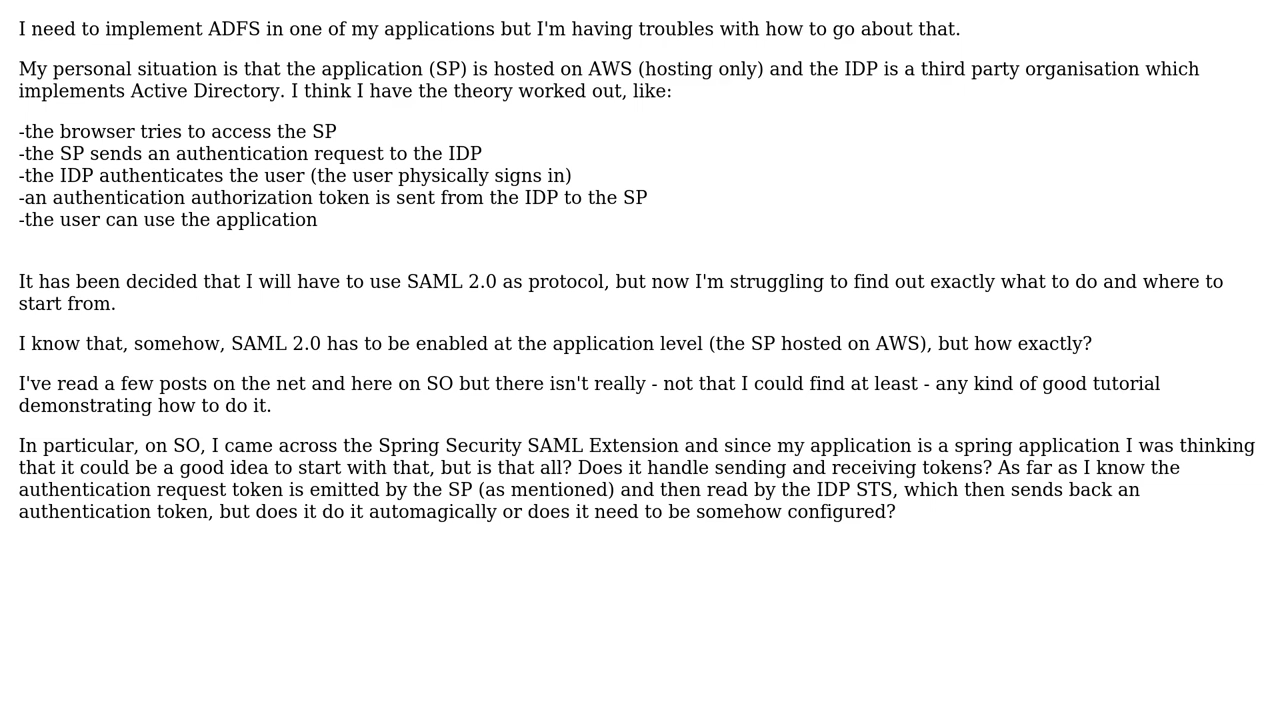 I need to implement ADFS in one of my applications but I'm having troubles with how to go about that.
My personal situation is that the application (SP) is hosted on AWS (hosting only) and the IDP is a third party organisation which
implements Active Directory. I think I have the theory worked out, like:
-the browser tries to access the SP
-the SP sends an authentication request to the IDP
-the IDP authenticates the user (the user physically signs in)
-an authentication authorization token is sent from the IDP to the SP
-the user can use the application
It has been decided that I will have to use SAML 2.0 as protocol, but now I'm struggling to find out exactly what to do and where to
start from.
I know that, somehow, SAML 2.0 has to be enabled at the application level (the SP hosted on AWS), but how exactly?
I've read a few posts on the net and here on SO but there isn't really - not that I could find at least - any kind of good tutorial
demonstrating how to do it.
In particular, on SO, I came across the Spring Security SAML Extension and since my application is a spring application I was thinking
that it could be a good idea to start with that, but is that all? Does it handle sending and receiving tokens? As far as I know the
authentication request token is emitted by the SP (as mentioned) and then read by the IDP STS, which then sends back an
authentication token, but does it do it automagically or does it need to be somehow configured?